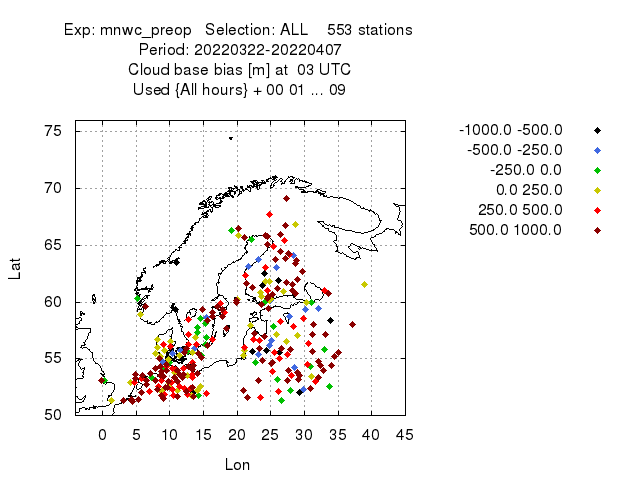 Exp: mnwc_preop Selection: ALL 553 stations
Period: 20220322-20220407
Cloud base bias [m] at 03 UTC
Used {All hours} + 00 01 ... 09
-1000.0 -500.0
-500.0 -250.0
-250.0 0.0
0.0 250.0
250.0 500.0
500.0 1000.0
75
70
65
60
55
50
Lat
0 5 10 15 20 25 30 35 40 45
Lon